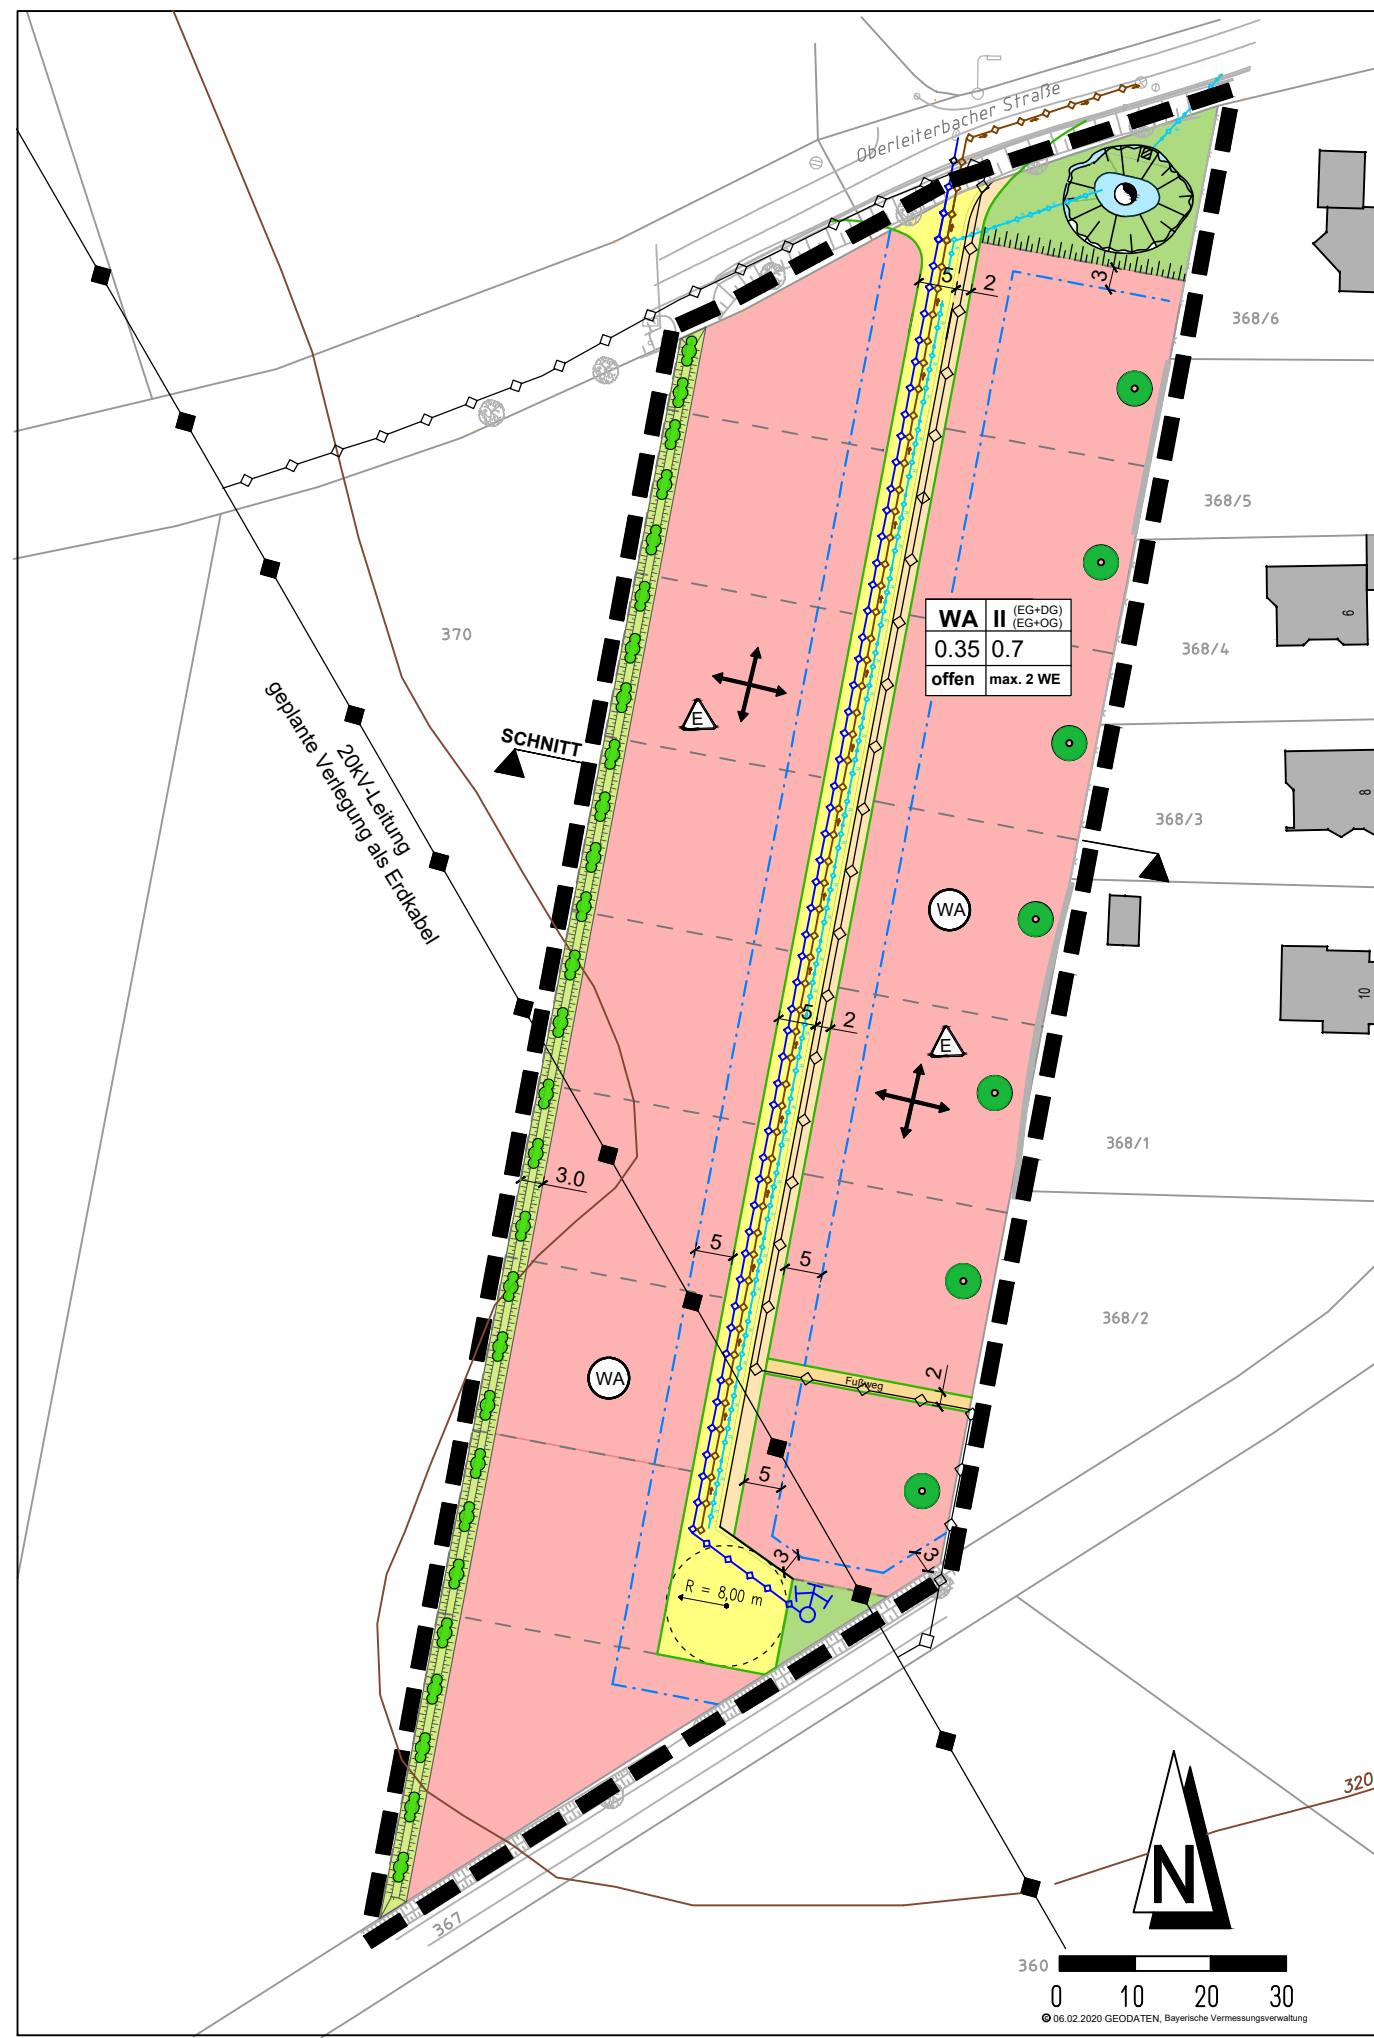 Oberleiterbacher Straße
5
2
3
368/6
368/5
WA II (EG+DG)
(EG+OG)
0.35 0.7
offen max. 2 WE
6
370
368/4
E
SCHNITT
20kV-Leitung
geplante Verlegung als Erdkabel
8
368/3
WA
10
5
2
E
368/1
3.0
5
5
368/2
WA
Fußweg
2
5
3
3
R = 8,00 m
320
N
367
360
0 10 20 30
© 06.02.2020 GEODATEN, Bayerische Vermessungsverwaltung